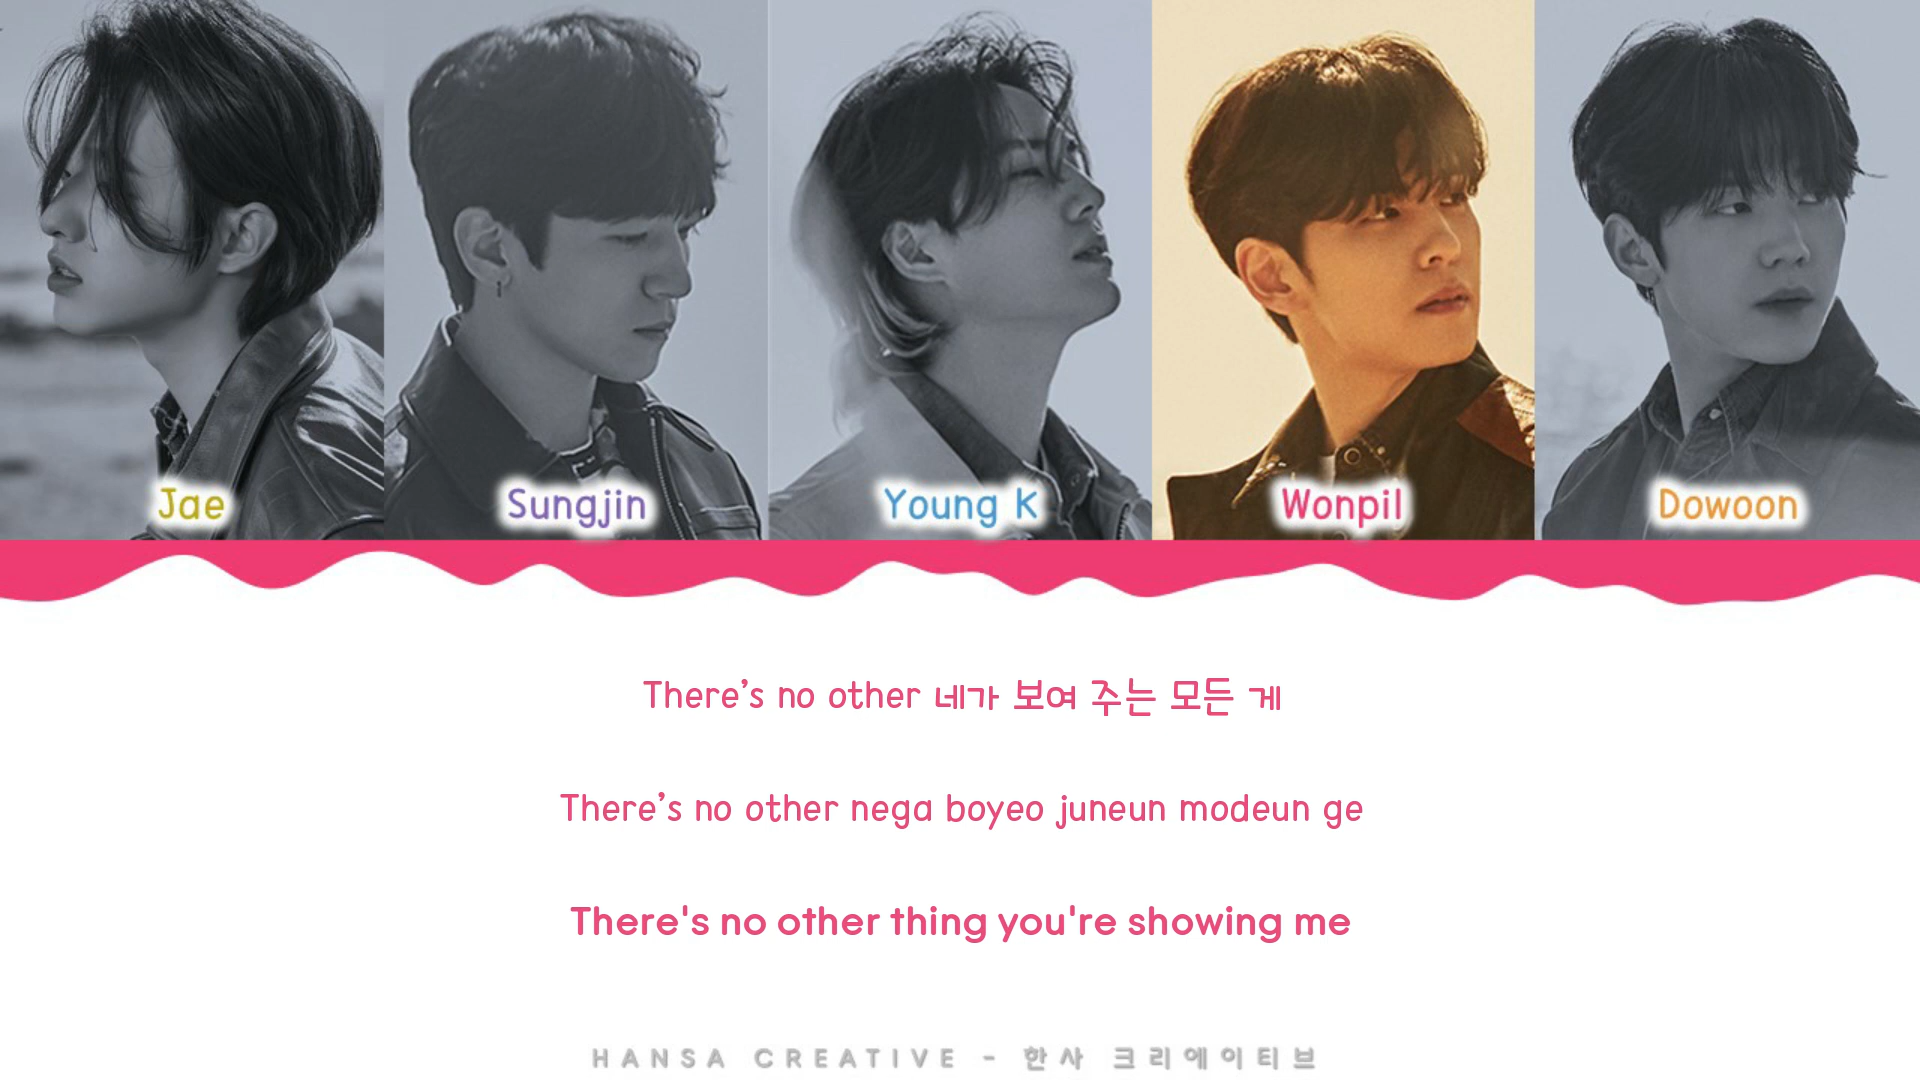 Jae Sungjin Young K Wonpil Dowoon
There’s no other 네가 보여 주는 모든 게
There’s no other nega boyeo juneun modeun ge
There's no other thing you're showing me
HANSA CREATIVE - 한사 크리에이티브